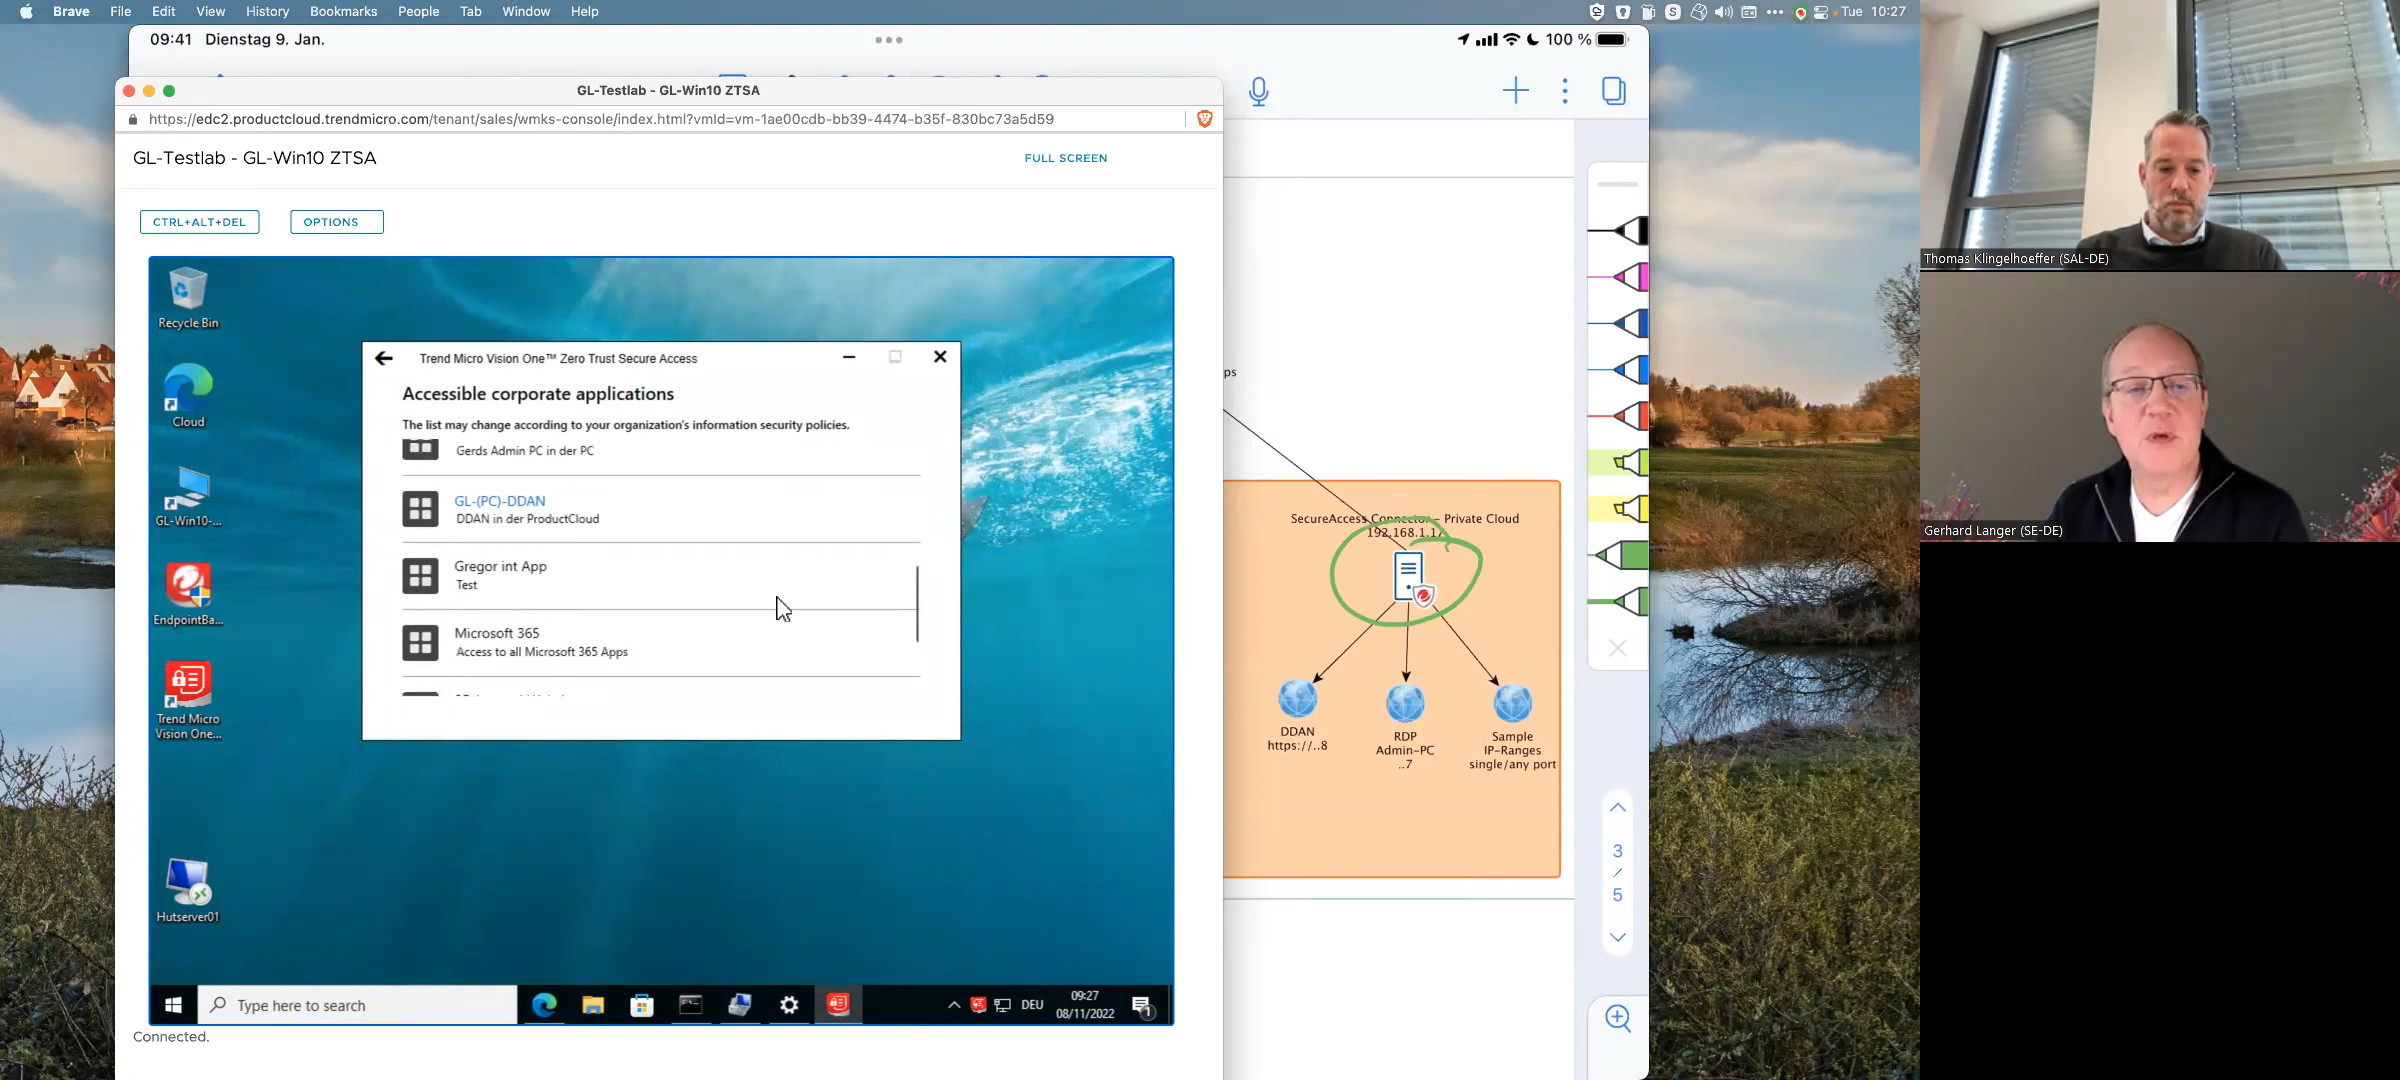 Brave File Edit View History Bookmarks People Tab Window Help
Tue 10:27
09:41 Dienstag 9. Jan.
100 %
GL-Testlab - GL-Win10 ZTSA
https://edc2.productcloud.trendmicro.com/tenant/sales/wmks-console/index.html?vmId=vm-1ae00cdb-bb39-4474-b35f-830bc73a5d59
GL-Testlab - GL-Win10 ZTSA
FULL SCREEN
CTRL+ALT+DEL
OPTIONS
Recycle Bin
Cloud
GL-Win10-...
EndpointBa...
Trend Micro
Vision One...
Hutserver01
Trend Micro Vision One™ Zero Trust Secure Access
Accessible corporate applications
The list may change according to your organization's information security policies.
Gerds Admin PC in der PC
GL-(PC)-DDAN
DDAN in der ProductCloud
Gregor int App
Test
Microsoft 365
Access to all Microsoft 365 Apps
Type here to search
DEU
09:27
08/11/2022
1
Connected.
ps
SecureAccess Connector - Private Cloud
192.168.1.17
DDAN
https://..8
RDP
Admin-PC
..7
Sample
IP-Ranges
single/any port
3
/
5
Thomas Klingelhoeffer (SAL-DE)
Gerhard Langer (SE-DE)